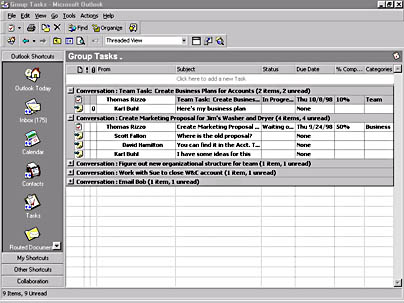 Group Tasks - Microsoft Outlook
File Edit View Go Tools Actions Help
New Find Organize
Threaded View
Outlook Shortcuts
Group Tasks .
From Subject Status Due Date % Comp... Categories
Click here to add a new Task
Conversation : Team Task: Create Business Plans for Accounts (2 items, 2 unread)
Thomas Rizzo Team Task: Create Busines... In Progre... Thu 10/8/98 10% Team
Karl Buhl Here's my business plan None
Conversation : Create Marketing Proposal for Jim's Washer and Dryer (4 items, 4 unread)
Thomas Rizzo Create Marketing Proposal ... Waiting o... Thu 9/24/98 50% Business
Scott Fallon Where is the old proposal? None
David Hamilton You can find it in the Acct. T... None
Karl Buhl I have some ideas for this None
Conversation : Figure out new organizational structure for team (1 item, 1 unread)
Conversation : Work with Sue to close W&C account (1 item, 1 unread)
Conversation : Email Bob (1 item, 1 unread)
Outlook Today
Inbox (175)
Calendar
Contacts
Tasks
Routed Document
My Shortcuts
Other Shortcuts
Collaboration
9 Items, 9 Unread